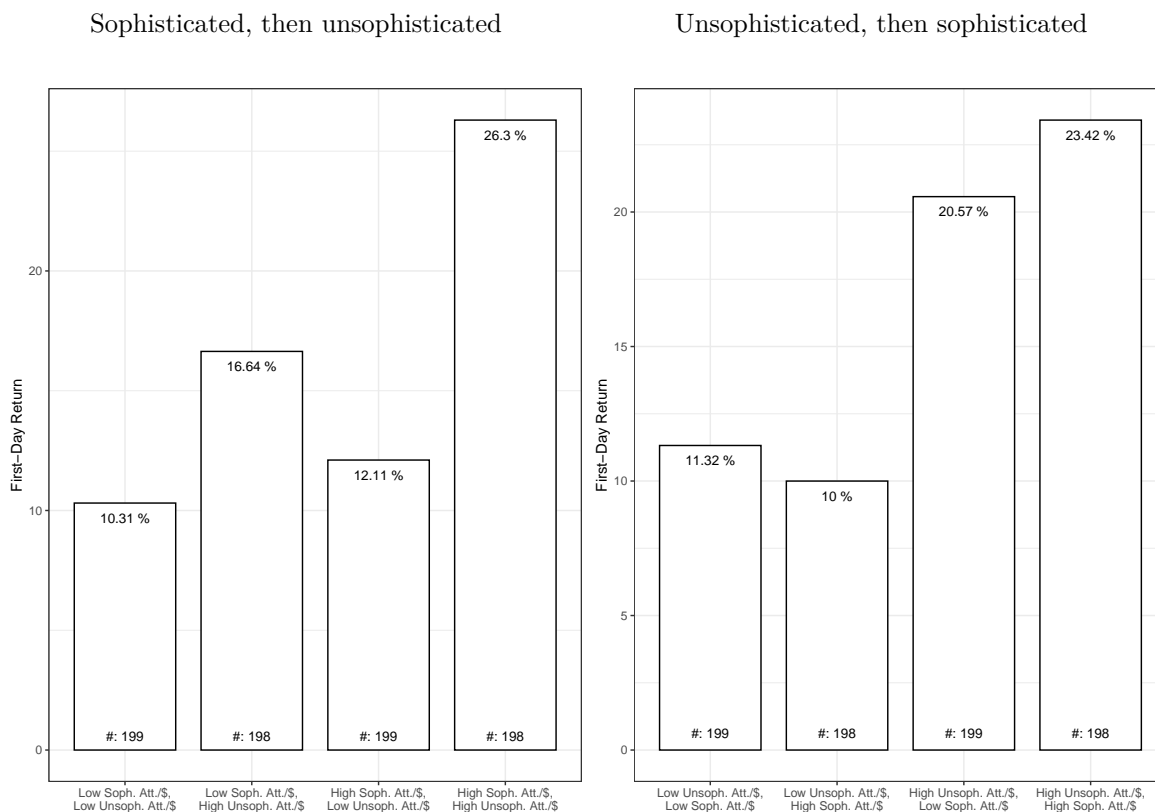 Sophisticated, then unsophisticated
First−Day Return
20
10
0
10.31 %
16.64 %
12.11 %
26.3 %
#: 199
#: 198
#: 199
#: 198
Low Soph. Att./$,
Low Unsoph. Att./$
Low Soph. Att./$,
High Unsoph. Att./$
High Soph. Att./$,
Low Unsoph. Att./$
High Soph. Att./$,
High Unsoph. Att./$
Unsophisticated, then sophisticated
First−Day Return
20
15
10
5
0
11.32 %
10 %
20.57 %
23.42 %
#: 199
#: 198
#: 199
#: 198
Low Unsoph. Att./$,
Low Soph. Att./$
Low Unsoph. Att./$,
High Soph. Att./$
High Unsoph. Att./$,
Low Soph. Att./$
High Unsoph. Att./$,
High Soph. Att./$